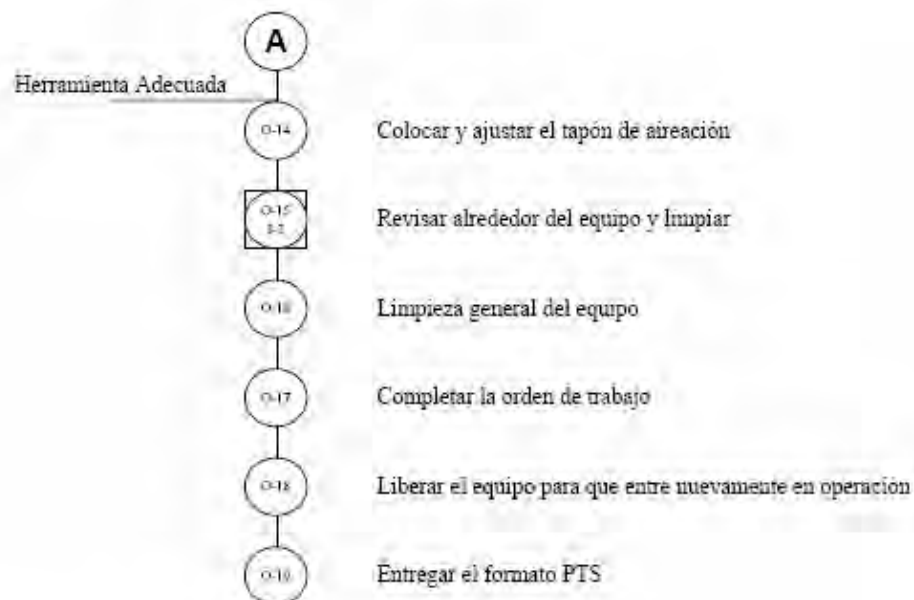 A
Herramienta Adecuada
O-14 Colocar y ajustar el tapón de aireación
O-15 Revisar alrededor del equipo y limpiar
O-16 Limpieza general del equipo
O-17 Completar la orden de trabajo
O-18 Liberar el equipo para que entre nuevamente en operación
O-19 Entregar el formato PTS